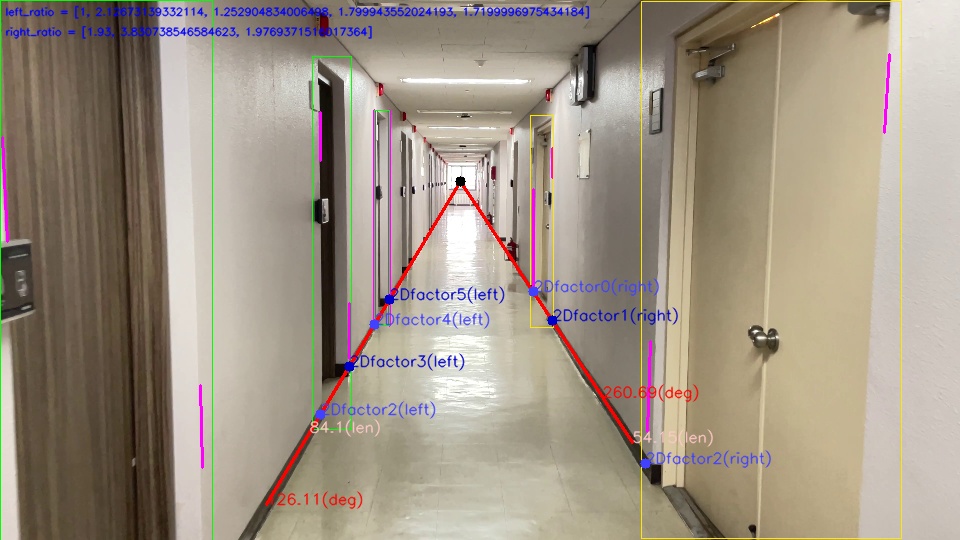 left_ratio = [1, 2.12673139332114, 1.252904834006498, 1.799943552024193, 1.7199996975434184]
right_ratio = [1.93, 3.830738546584623, 1.9769371510017364]
2Dfactor0(right)
2Dfactor5(left)
2Dfactor1(right)
2Dfactor4(left)
2Dfactor3(left)
260.69(deg)
2Dfactor2(left)
84.1(len)
54.15(len)
2Dfactor2(right)
26.11(deg)